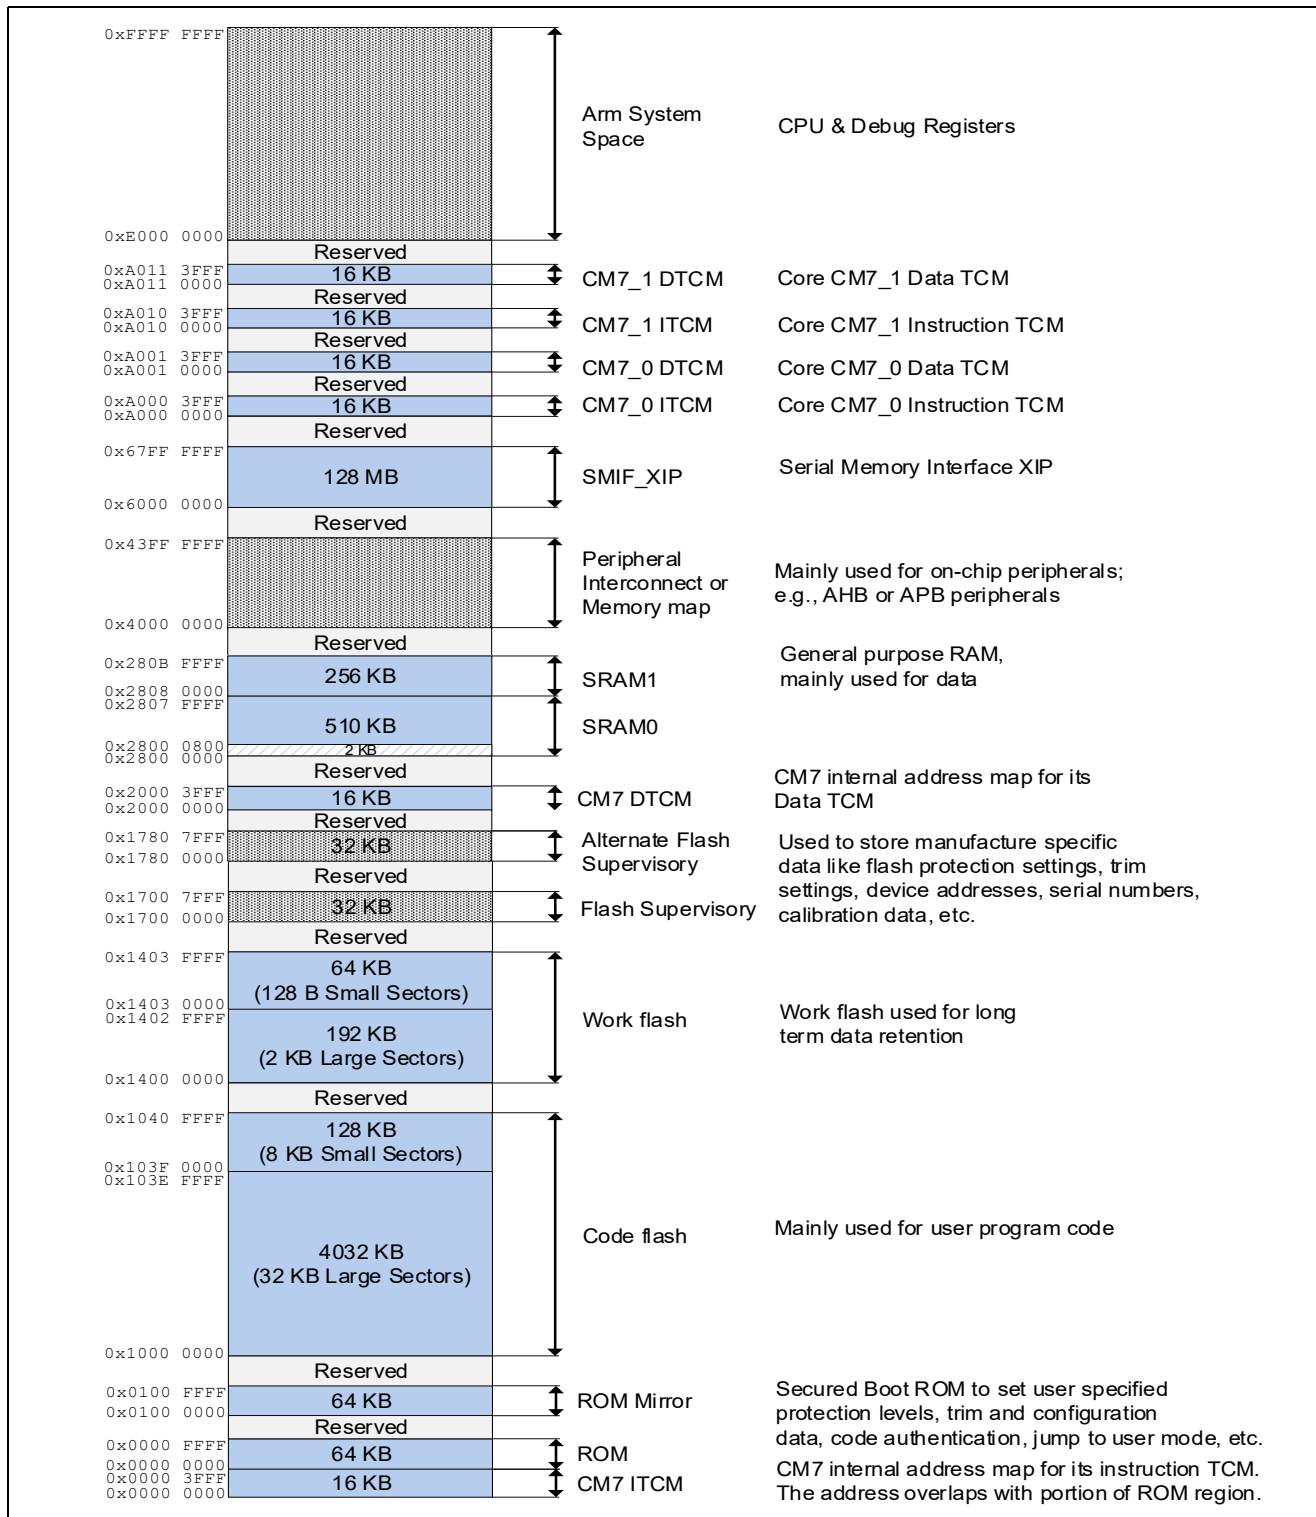 0xFFFF FFFF
Arm System
Space
CPU & Debug Registers
0xE000 0000
Reserved
0xA011 3FFF
16 KB
CM7_1 DTCM
Core CM7_1 Data TCM
0xA011 0000
Reserved
0xA010 3FFF
16 KB
CM7_1 ITCM
Core CM7_1 Instruction TCM
0xA010 0000
Reserved
0xA001 3FFF
16 KB
CM7_0 DTCM
Core CM7_0 Data TCM
0xA001 0000
Reserved
0xA000 3FFF
16 KB
CM7_0 ITCM
Core CM7_0 Instruction TCM
0xA000 0000
Reserved
0x67FF FFFF
128 MB
SMIF_XIP
Serial Memory Interface XIP
0x6000 0000
Reserved
0x43FF FFFF
Peripheral
Interconnect or
Memory map
Mainly used for on-chip peripherals;
e.g., AHB or APB peripherals
0x4000 0000
Reserved
0x280B FFFF
256 KB
SRAM1
General purpose RAM,
mainly used for data
0x2808 0000
0x2807 FFFF
510 KB
SRAM0
0x2800 0800
2 KB
0x2800 0000
Reserved
0x2000 3FFF
16 KB
CM7 DTCM
CM7 internal address map for its
Data TCM
0x2000 0000
Reserved
0x1780 7FFF
32 KB
Alternate Flash
Supervisory
Used to store manufacture specific
data like flash protection settings, trim
settings, device addresses, serial numbers,
calibration data, etc.
0x1780 0000
Reserved
0x1700 7FFF
32 KB
Flash Supervisory
0x1700 0000
Reserved
0x1403 FFFF
64 KB
(128 B Small Sectors)
0x1403 0000
0x1402 FFFF
Work flash
Work flash used for long
term data retention
192 KB
(2 KB Large Sectors)
0x1400 0000
Reserved
0x1040 FFFF
128 KB
(8 KB Small Sectors)
0x103F 0000
0x103E FFFF
Code flash
Mainly used for user program code
4032 KB
(32 KB Large Sectors)
0x1000 0000
Reserved
0x0100 FFFF
64 KB
ROM Mirror
Secured Boot ROM to set user specified
protection levels, trim and configuration
data, code authentication, jump to user mode, etc.
0x0100 0000
Reserved
0x0000 FFFF
64 KB
ROM
0x0000 0000
0x0000 3FFF
16 KB
CM7 ITCM
CM7 internal address map for its instruction TCM.
The address overlaps with portion of ROM region.
0x0000 0000